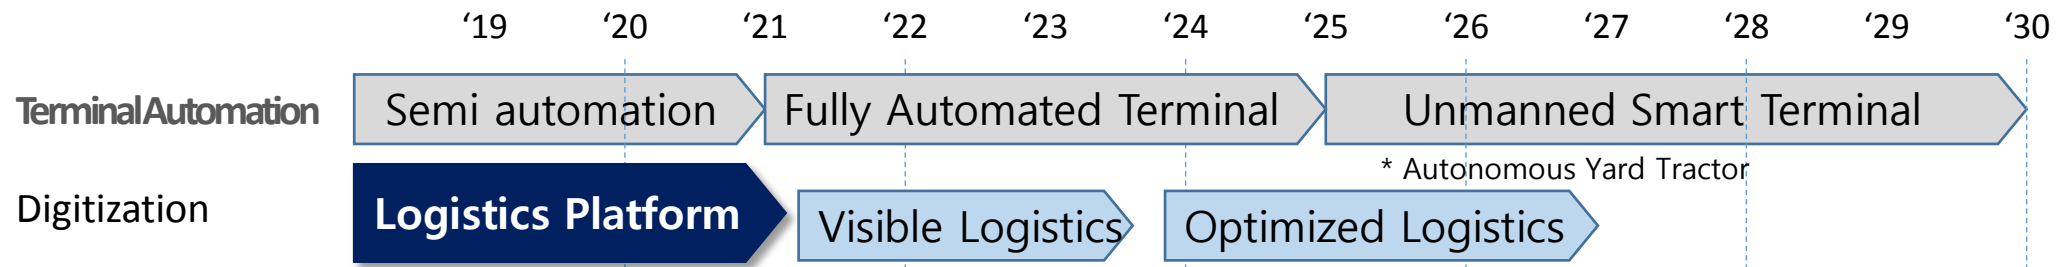 ‘19 ‘20 ‘21 ‘22 ‘23 ‘24 ‘25 ‘26 ‘27 ‘28 ‘29 ‘30
Terminal Automation Semi automation Fully Automated Terminal Unmanned Smart Terminal
* Autonomous Yard Tractor
Digitization Logistics Platform Visible Logistics Optimized Logistics